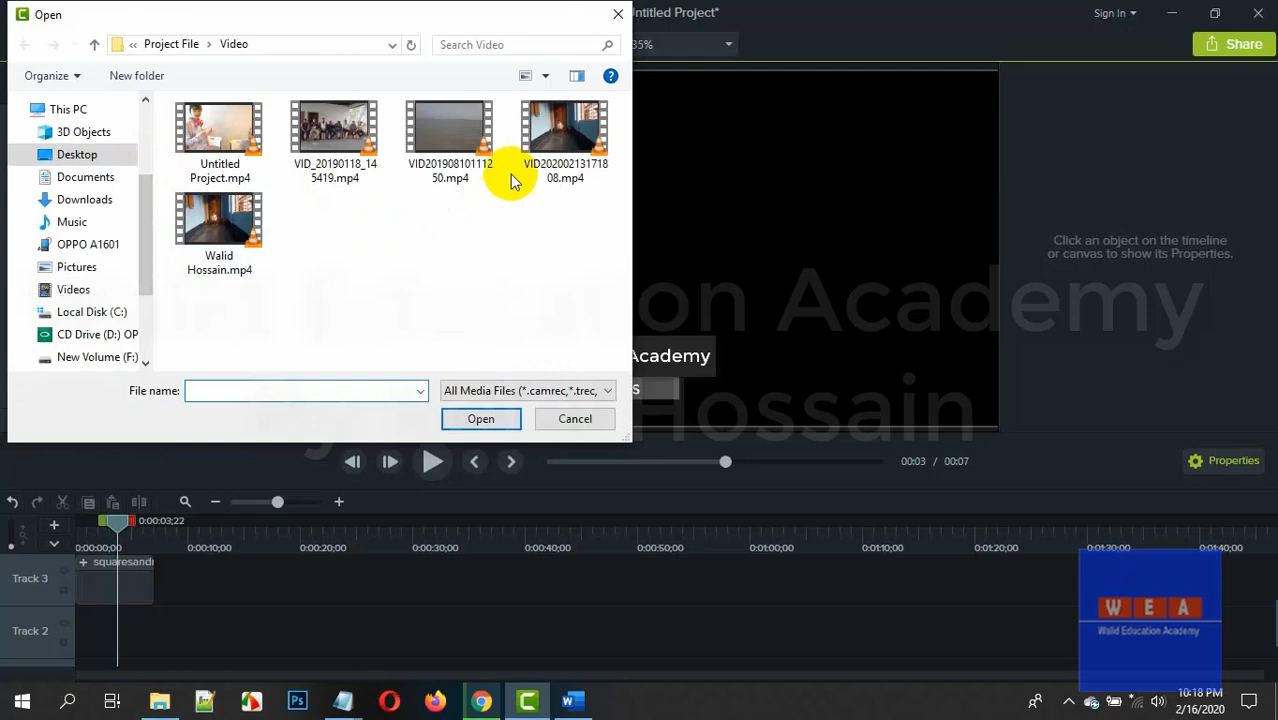 Open
Untitled Project*
Sign In
Project File
Video
Search Video
35%
Share
Organize
New folder
This PC
3D Objects
Desktop
Documents
Downloads
Music
OPPO A1601
Pictures
Videos
Local Disk (C:)
CD Drive (D:) OP
New Volume (F:)
Untitled
Project.mp4
VID_20190118_14
5419.mp4
VID201908101112
50.mp4
VID202002131718
08.mp4
Walid
Hossain.mp4
Click an object on the timeline
or canvas to show its Properties.
Academy
Hossain
Academy
S
File name:
All Media Files (*.camrec,*.trec,
Open
Cancel
00:03 / 00:07
Properties
0:00:03;22
0:00:00;00
0:00:10;00
0:00:20;00
0:00:30;00
0:00:40;00
0:00:50;00
0:01:00;00
0:01:10;00
0:01:20;00
0:01:30;00
0:01:40;00
Track 3
+ squaresandr
Track 2
W E A
Walid Education Academy
Ps
10:18 PM
2/16/2020